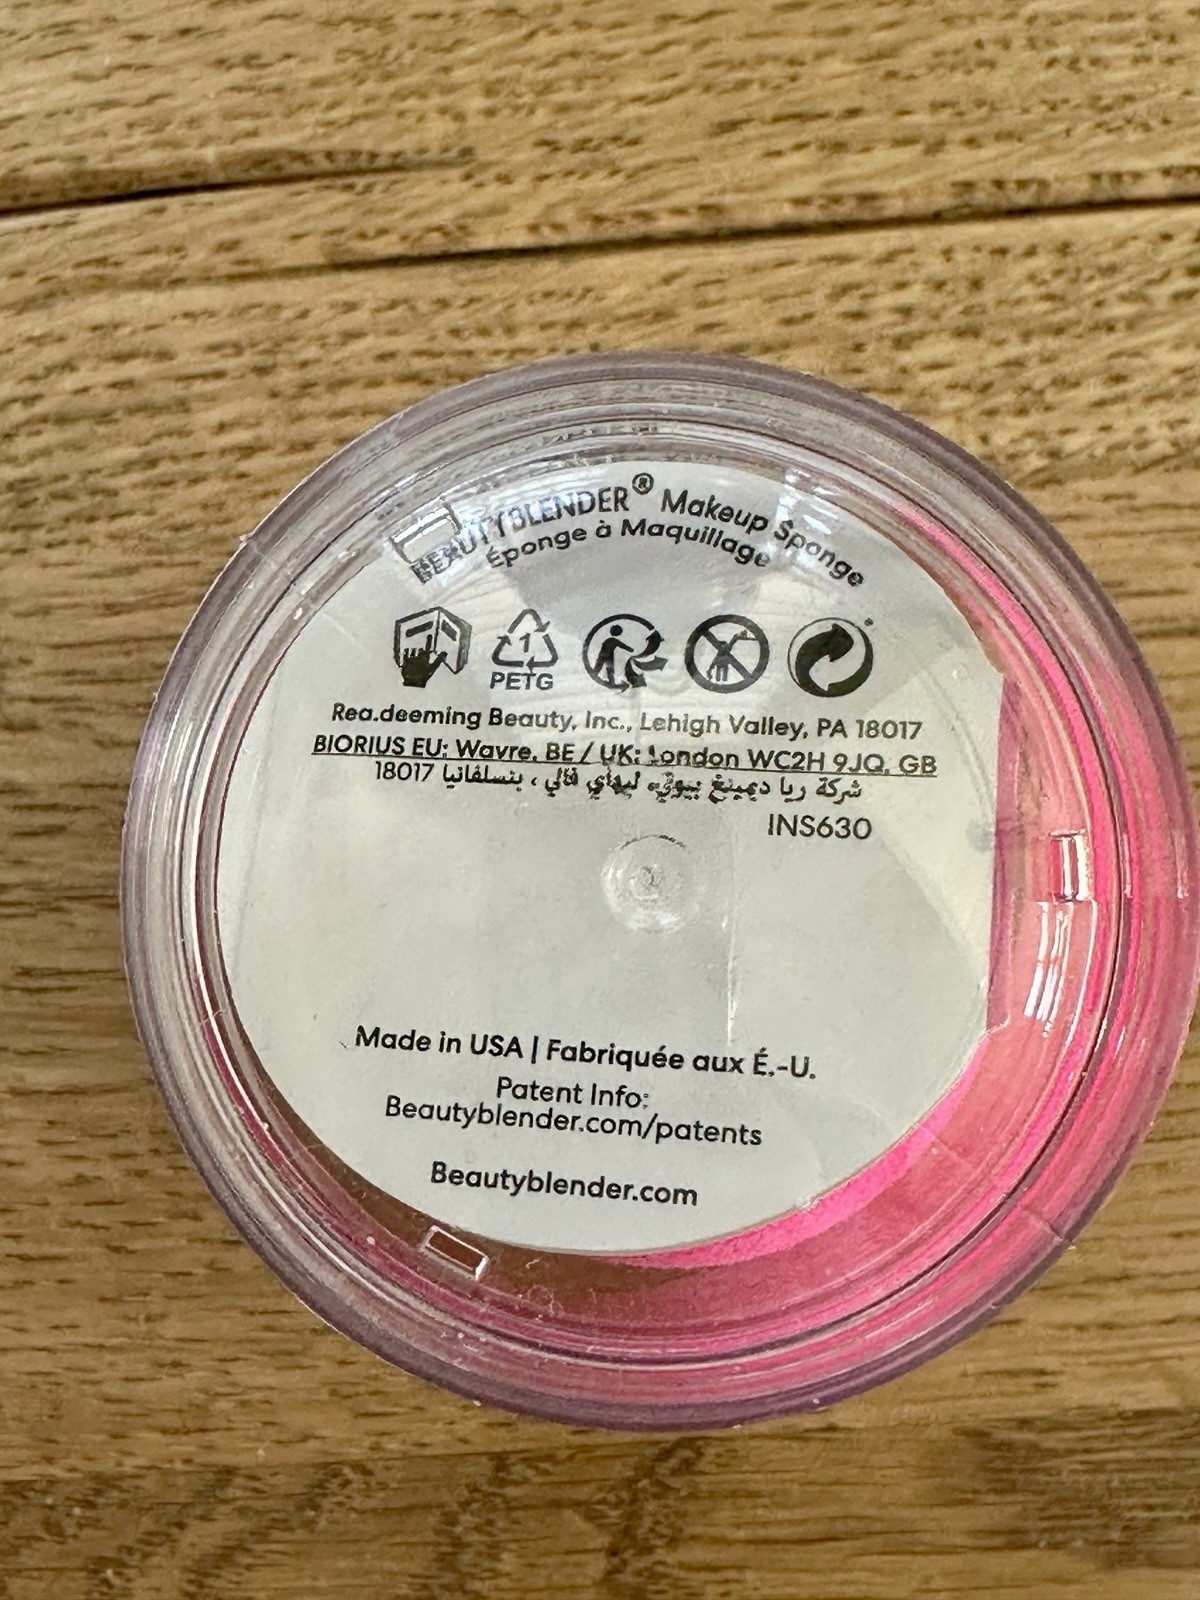 BEAUTYBLENDER® Makeup Sponge
Éponge à Maquillage
1
PETG
Rea.deeming Beauty, Inc., Lehigh Valley, PA 18017
BIORIUS EU: Wavre, BE / UK: London WC2H 9JQ, GB
شركة ريا ديمينغ بيوتي، ليهاي ڤالي ، بنسلفانيا 18017
INS630
Made in USA | Fabriquée aux É.-U.
Patent Info:
Beautyblender.com/patents
Beautyblender.com